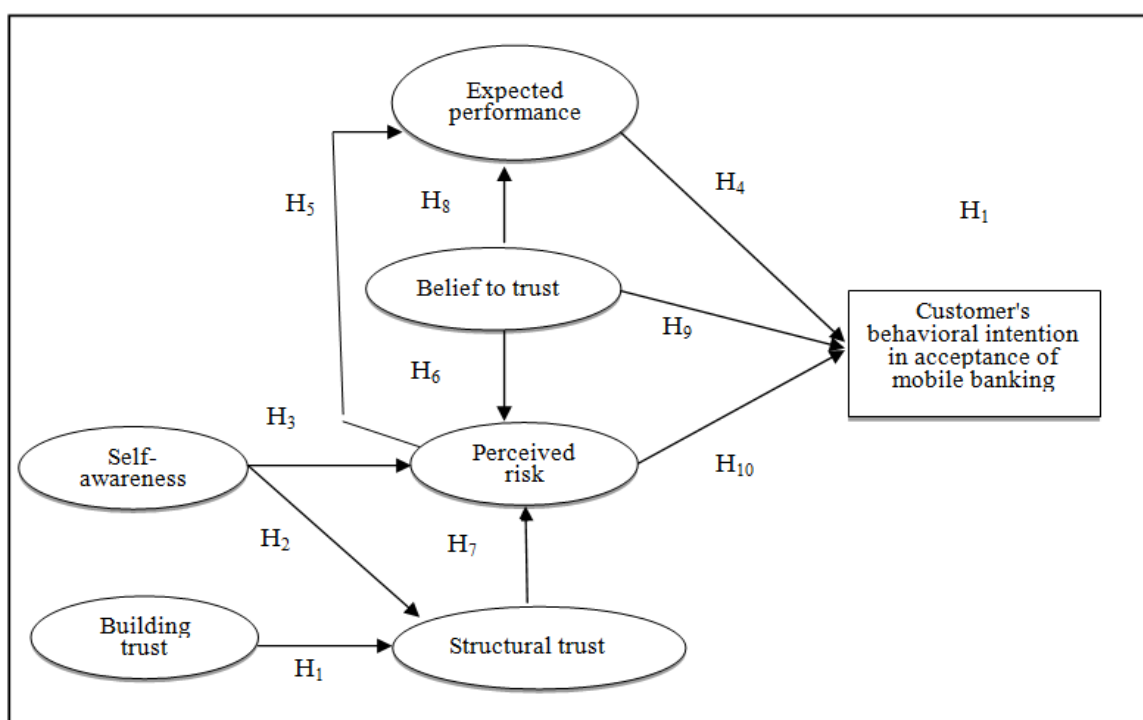 Expected
performance
H5
H8
H4
H1
Belief to trust
H9
Customer's
behavioral intention
in acceptance of
mobile banking
H6
H3
Self-
awareness
Perceived
risk
H10
H2
H7
Building
trust
Structural trust
H1